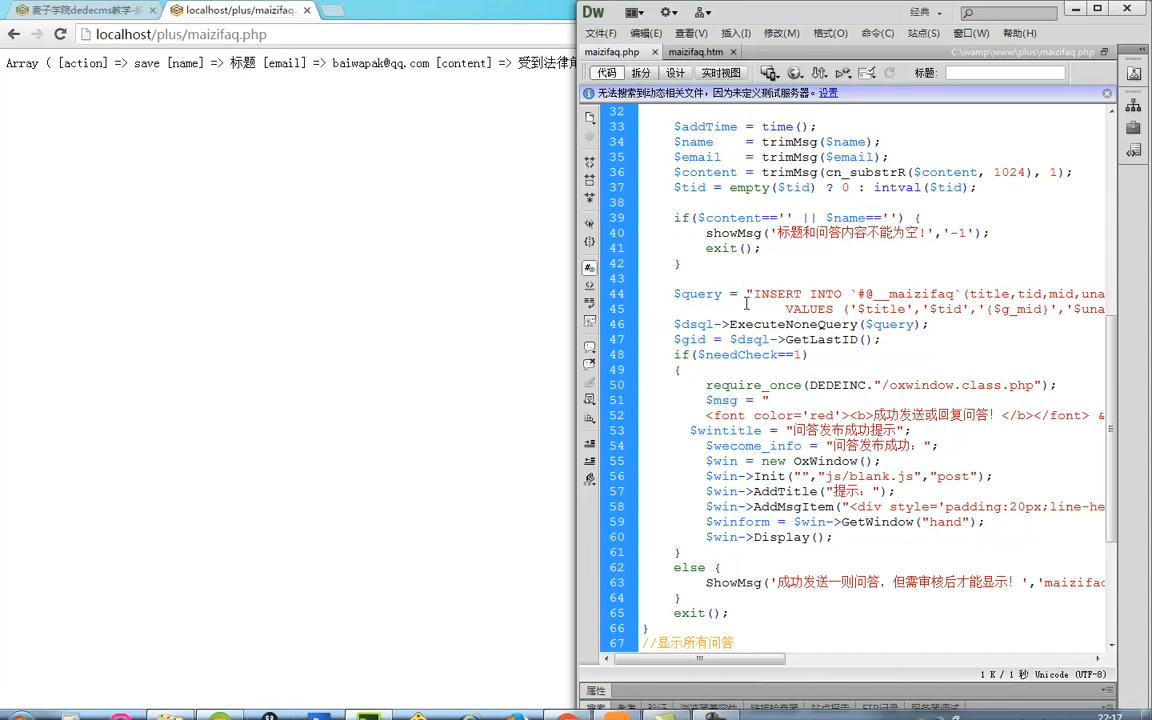 麦子学院dedecms教学-
localhost/plus/maizifaq.
localhost/plus/maizifaq.php
Array ( [action] => save [name] => 标题 [email] => baiwapak@qq.com [content] => 受到法律
Dw
经典
文件(F) 编辑(E) 查看(V) 插入(I) 修改(M) 格式(O) 命令(C) 站点(S) 窗口(W) 帮助(H)
maizifaq.php maizifaq.htm C:\wamp\www\plus\maizifaq.php
代码 拆分 设计 实时视图 标题:
无法搜索到动态相关文件，因为未定义测试服务器。设置
32
33 $addTime = time();
34 $name = trimMsg($name);
35 $email = trimMsg($email);
36 $content = trimMsg(cn_substrR($content, 1024), 1);
37 $tid = empty($tid) ? 0 : intval($tid);
38
39 if($content=='' || $name=='') {
40 showMsg('标题和问答内容不能为空!','-1');
41 exit();
42 }
43
44 $query = "INSERT INTO `#@__maizifaq`(title,tid,mid,una
45 VALUES ('$title','$tid','{$g_mid}','$una
46 $dsql->ExecuteNoneQuery($query);
47 $gid = $dsql->GetLastID();
48 if($needCheck==1)
49 {
50 require_once(DEDEINC."/oxwindow.class.php");
51 $msg = "
52 <font color='red'><b>成功发送或回复问答！</b></font> &
53 $wintitle = "问答发布成功提示";
54 $wecome_info = "问答发布成功：";
55 $win = new OxWindow();
56 $win->Init("","js/blank.js","post");
57 $win->AddTitle("提示：");
58 $win->AddMsgItem("<div style='padding:20px;line-he
59 $winform = $win->GetWindow("hand");
60 $win->Display();
61 }
62 else {
63 ShowMsg('成功发送一则问答，但需审核后才能显示！','maizifaq
64 }
65 exit();
66 }
67 //显示所有问答
1 K / 1 秒 Unicode (UTF-8)
属性
22:17